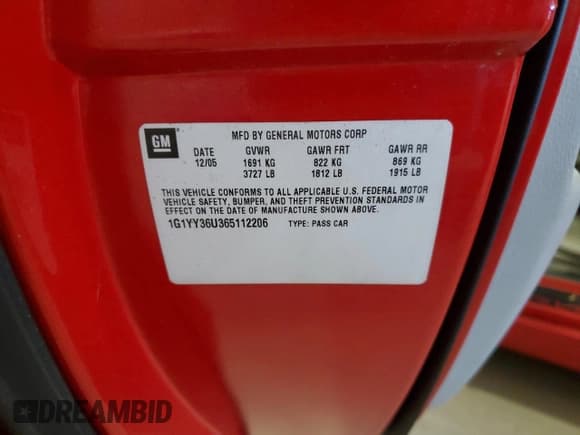 GM
MFD BY GENERAL MOTORS CORP
DATE GVWR GAWR FRT GAWR RR
12/05 1691 KG 822 KG 869 KG
3727 LB 1812 LB 1915 LB
THIS VEHICLE CONFORMS TO ALL APPLICABLE U.S. FEDERAL MOTOR
VEHICLE SAFETY, BUMPER, AND THEFT PREVENTION STANDARDS IN
EFFECT ON THE DATE OF MANUFACTURE SHOWN ABOVE.
1G1YY36U365112206 TYPE: PASS CAR
DREAMBID